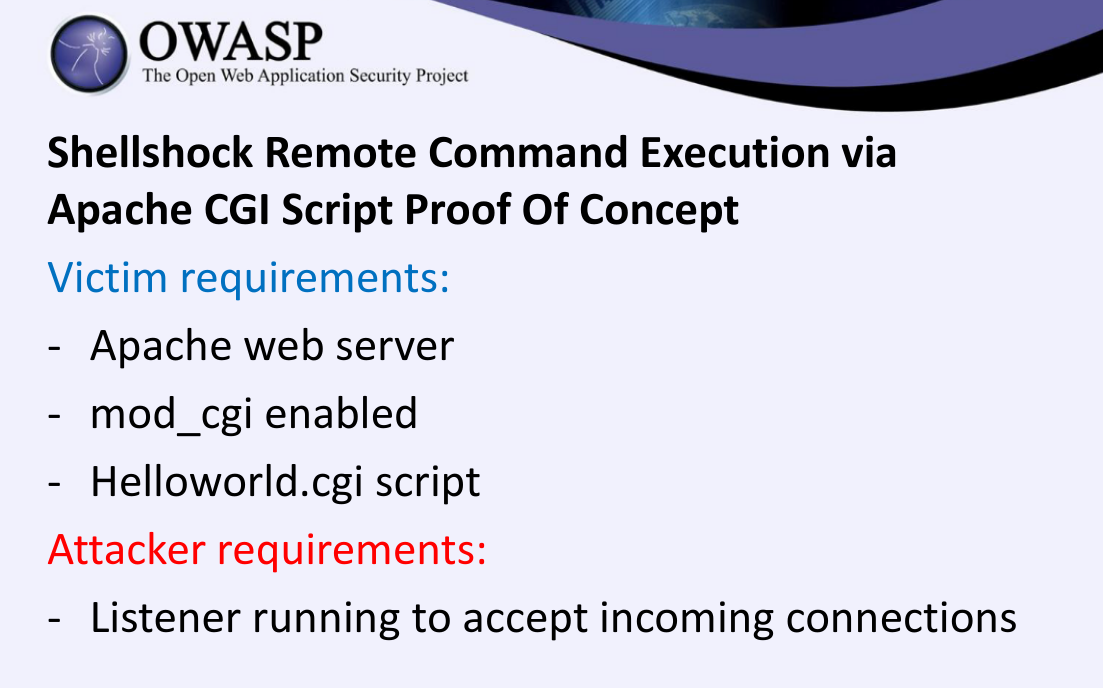 OWASP
The Open Web Application Security Project
Shellshock Remote Command Execution via
Apache CGI Script Proof Of Concept
Victim requirements:
- Apache web server
- mod_cgi enabled
- Helloworld.cgi script
Attacker requirements:
- Listener running to accept incoming connections